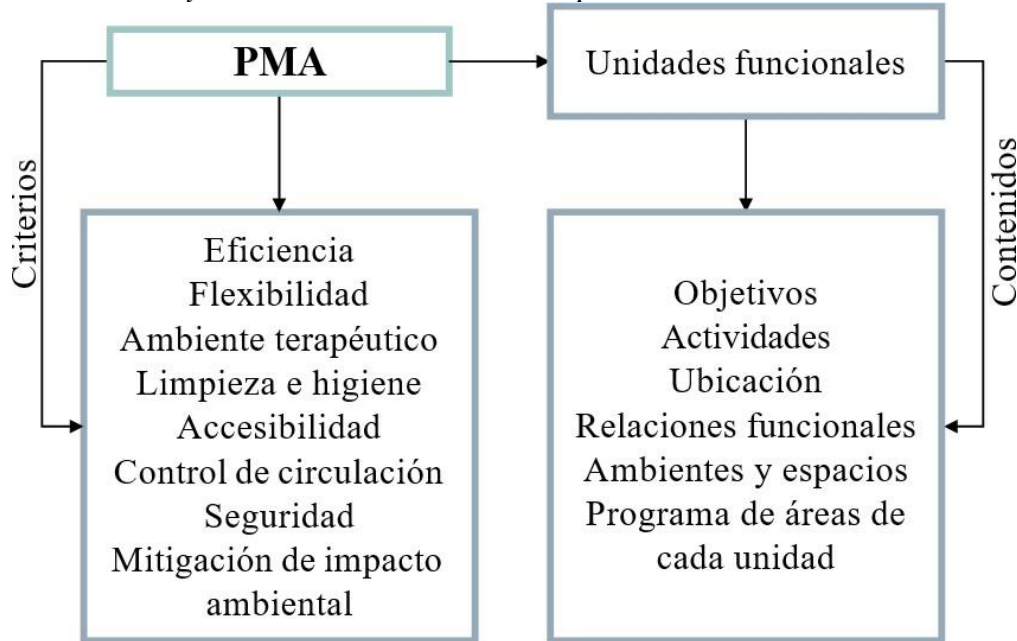 PMA
Unidades funcionales
Criterios
Contenidos
Eficiencia
Flexibilidad
Ambiente terapéutico
Limpieza e higiene
Accesibilidad
Control de circulación
Seguridad
Mitigación de impacto
ambiental
Objetivos
Actividades
Ubicación
Relaciones funcionales
Ambientes y espacios
Programa de áreas de
cada unidad